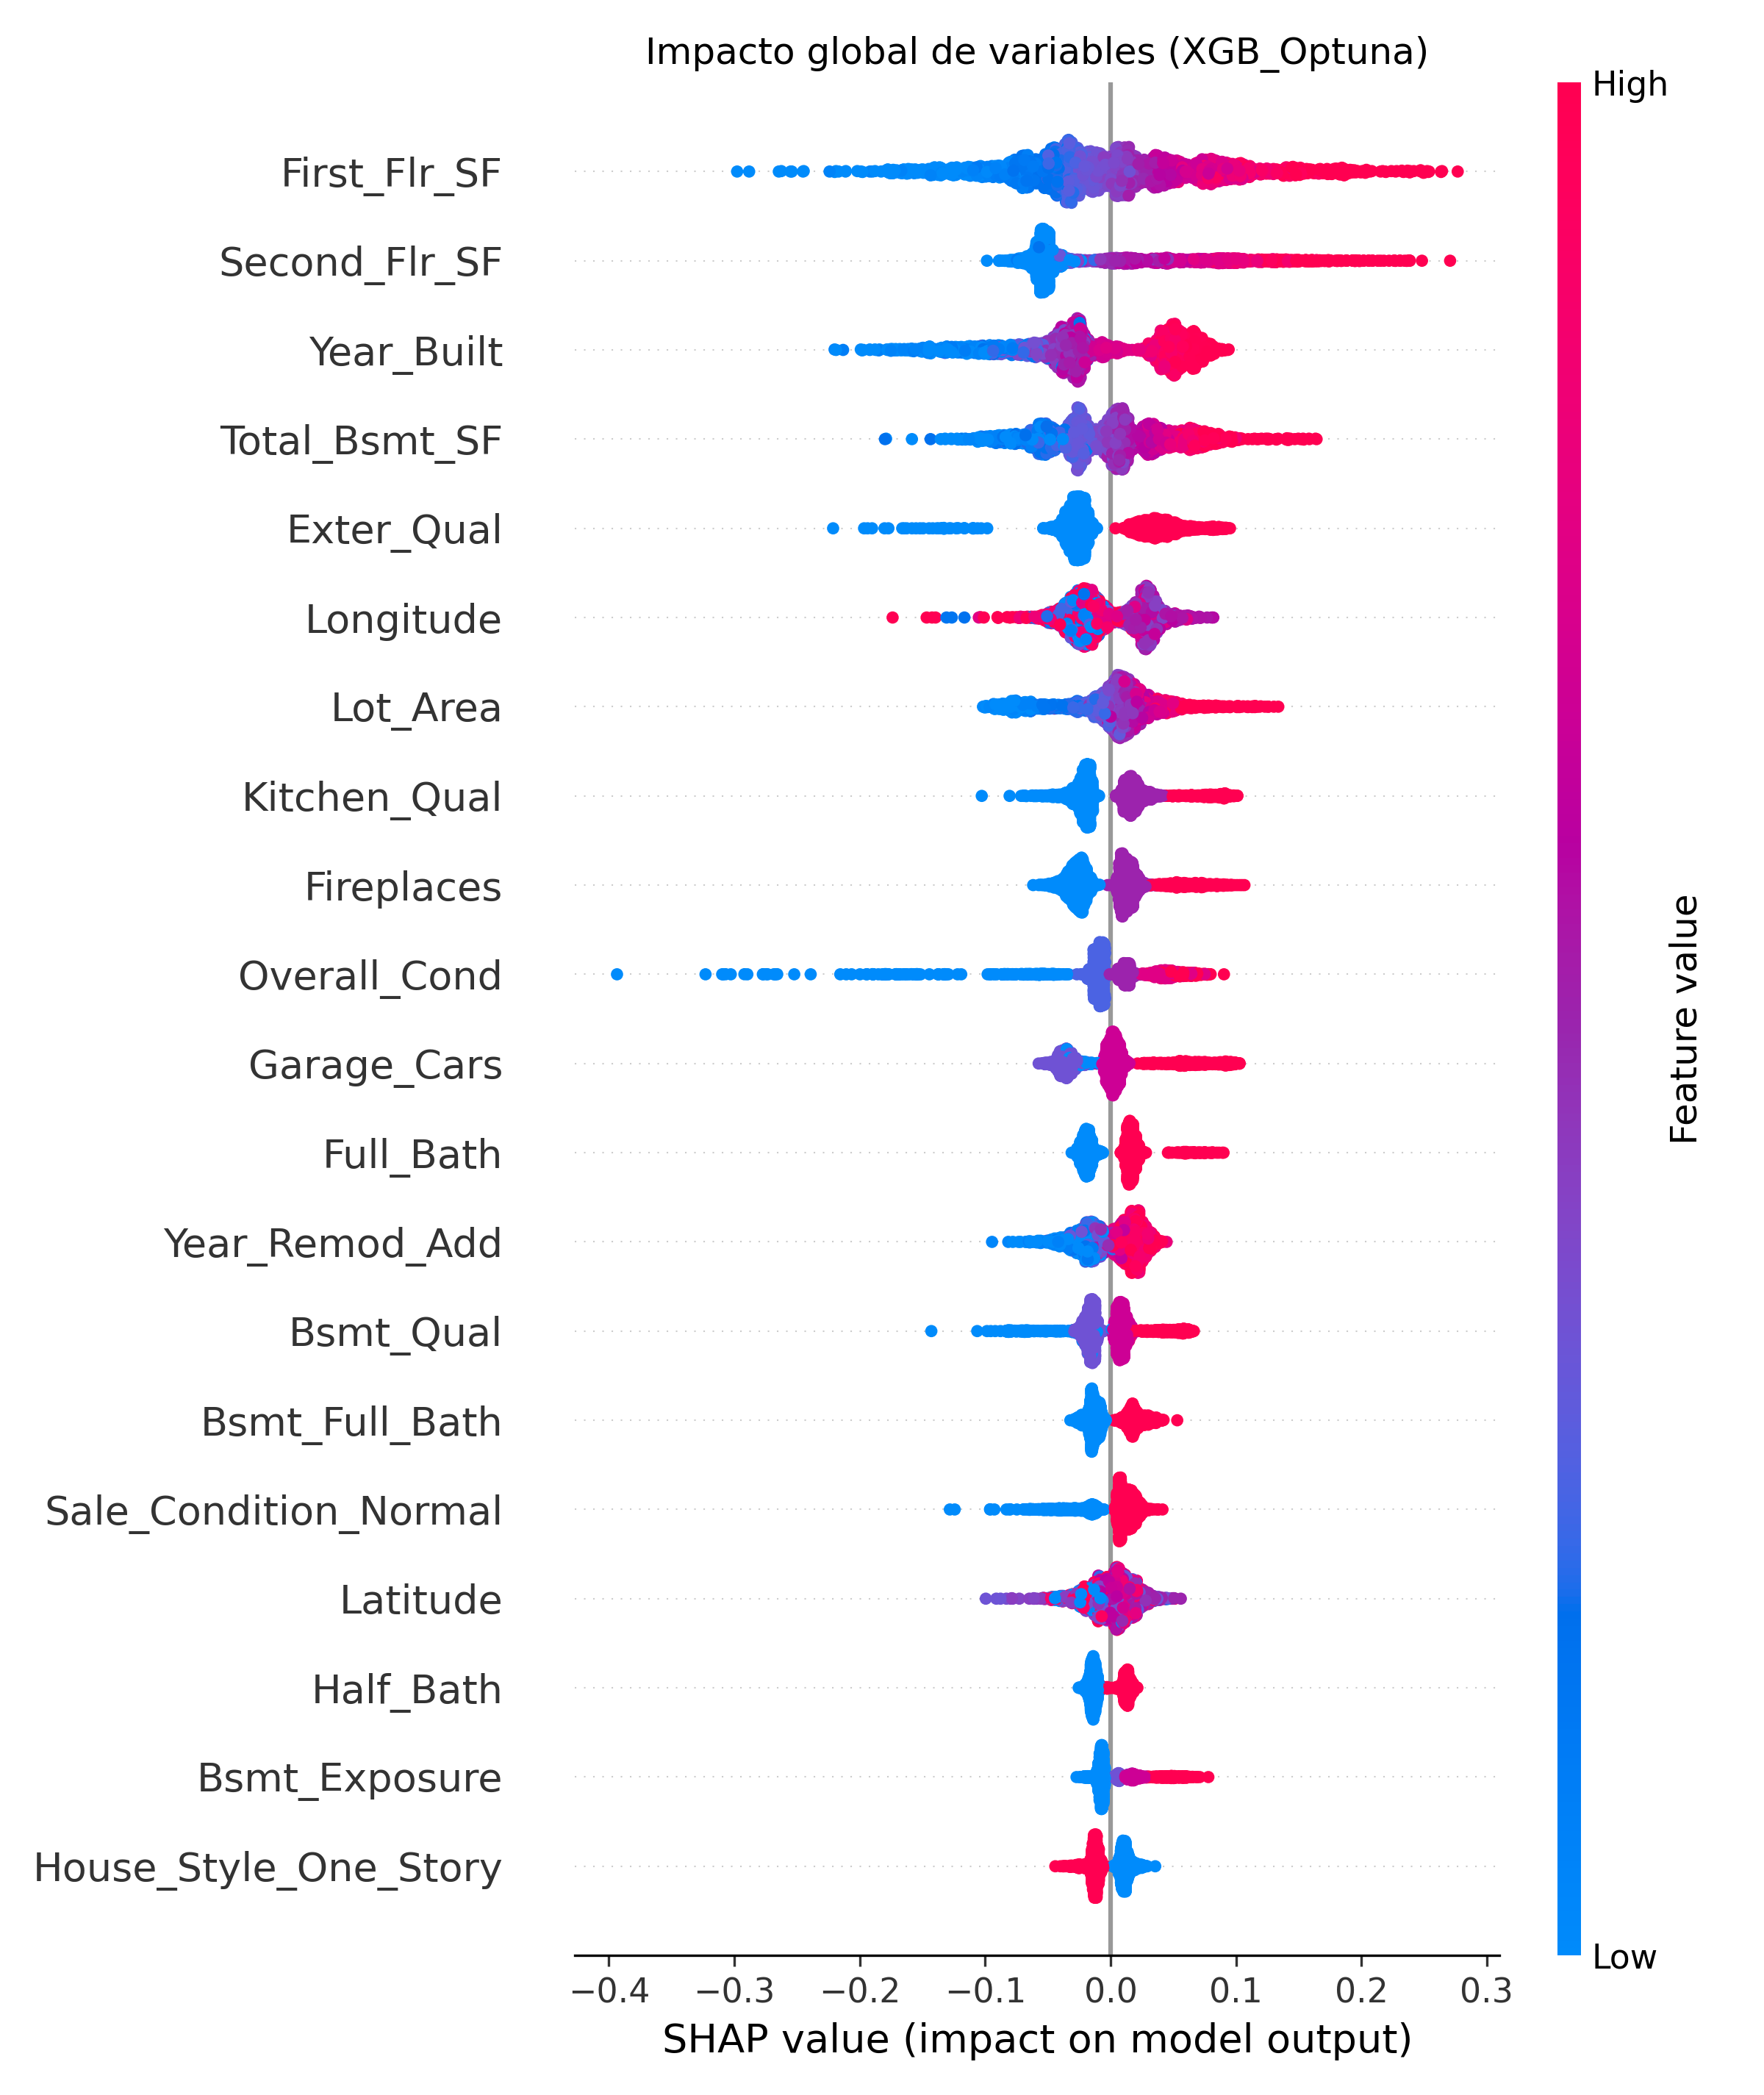 Impacto global de variables (XGB_Optuna)
High
First_Flr_SF
Second_Flr_SF
Year_Built
Total_Bsmt_SF
Exter_Qual
Longitude
Lot_Area
Kitchen_Qual
Fireplaces
Overall_Cond
Garage_Cars
Full_Bath
Year_Remod_Add
Bsmt_Qual
Bsmt_Full_Bath
Sale_Condition_Normal
Latitude
Half_Bath
Bsmt_Exposure
House_Style_One_Story
Feature value
Low
−0.4 −0.3 −0.2 −0.1 0.0 0.1 0.2 0.3
SHAP value (impact on model output)